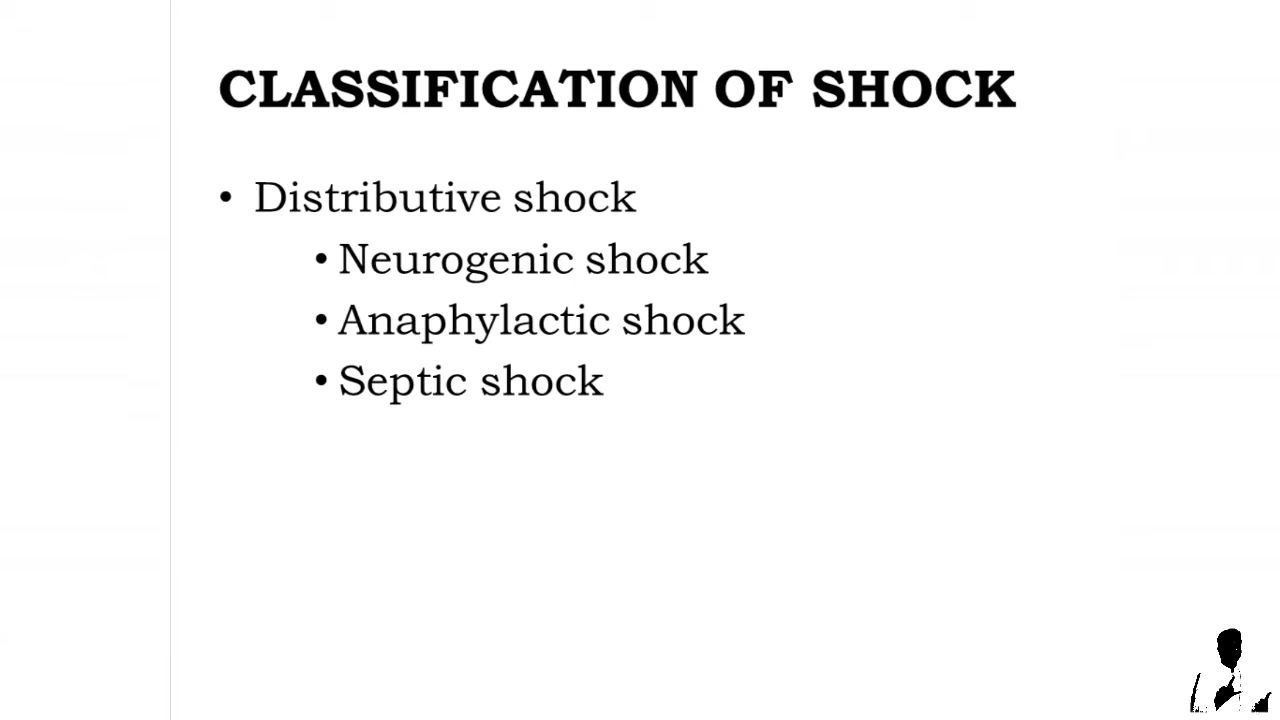 CLASSIFICATION OF SHOCK
• Distributive shock
• Neurogenic shock
• Anaphylactic shock
• Septic shock